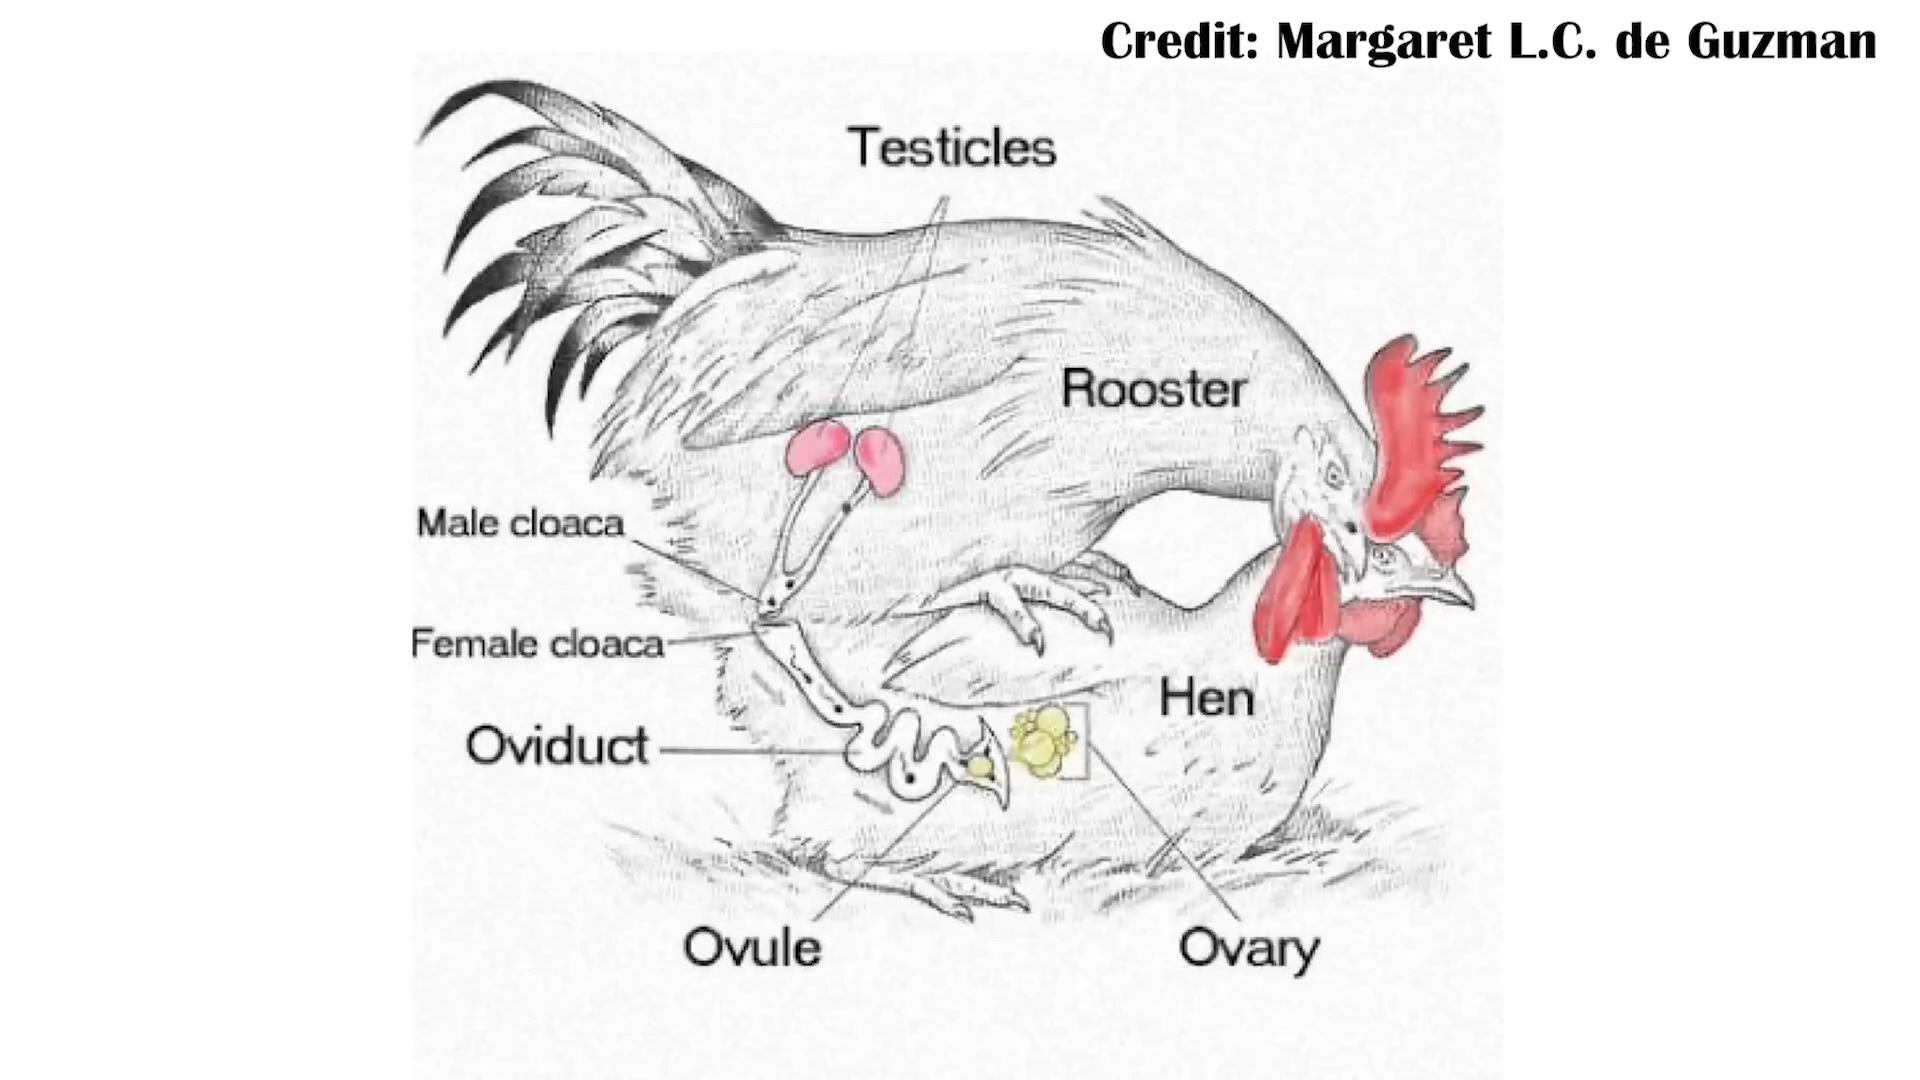 Credit: Margaret L.C. de Guzman
Testicles
Rooster
Male cloaca
Female cloaca
Hen
Oviduct
Ovule
Ovary